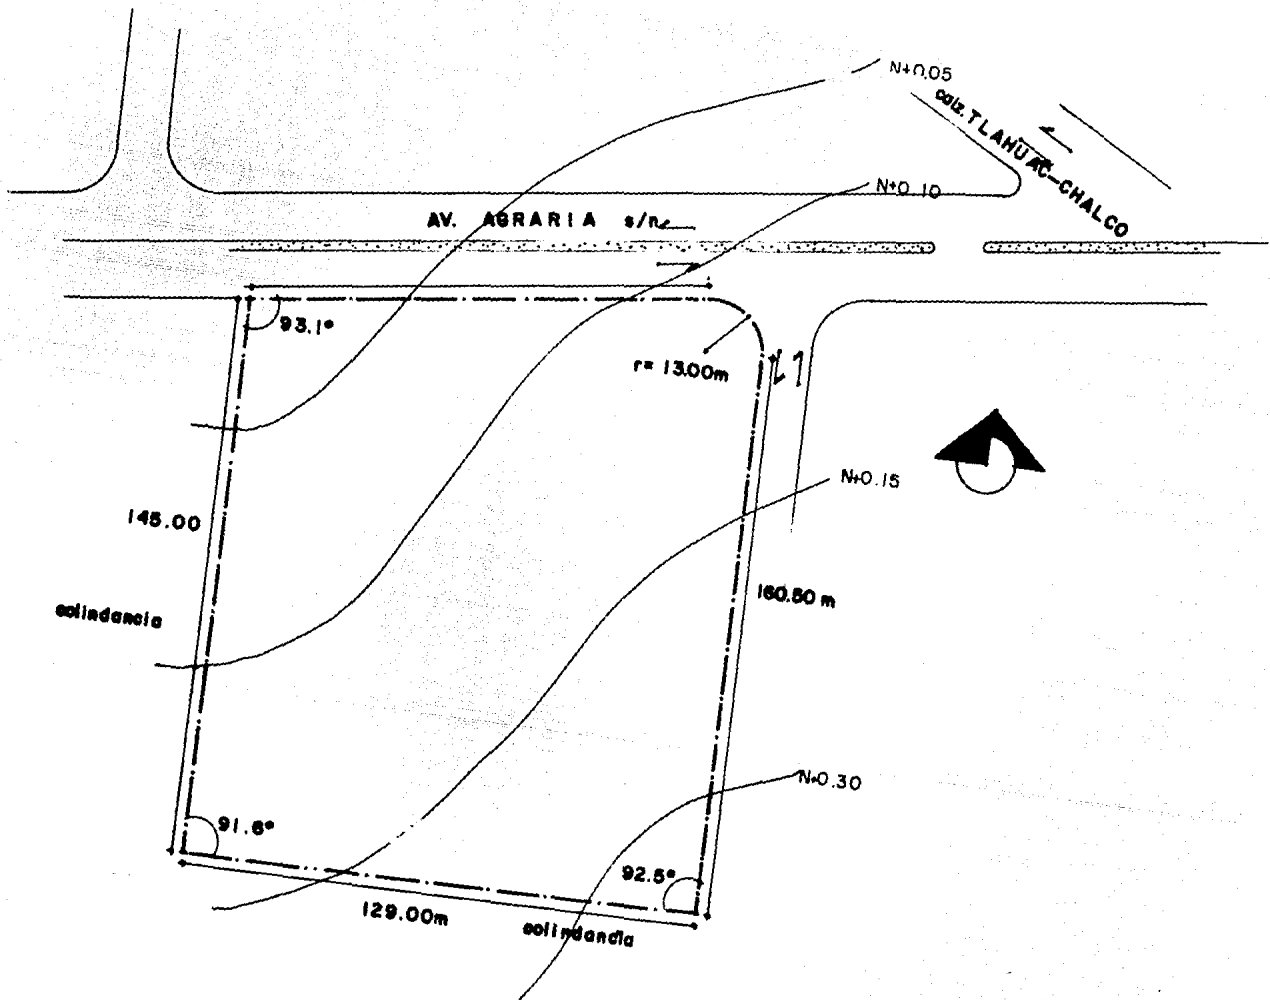 N+0.05
calz. TLAHUAC-CHALCO
N+0.10
AV. AGRARIA s/n
93.1°
r= 13.00m
N+0.15
145.00
160.50 m
colindancia
N+0.30
91.6°
92.5°
129.00m
colindancia